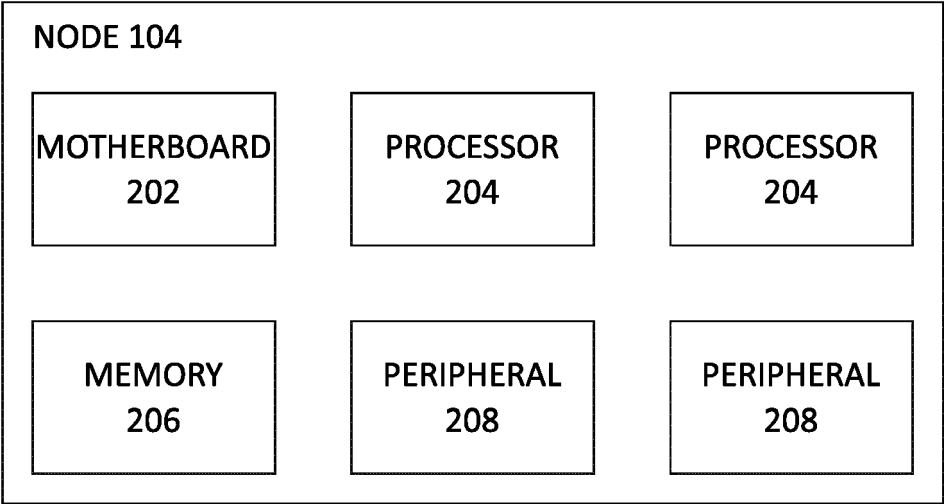 NODE 104
MOTHERBOARD
202
PROCESSOR
204
PROCESSOR
204
MEMORY
206
PERIPHERAL
208
PERIPHERAL
208